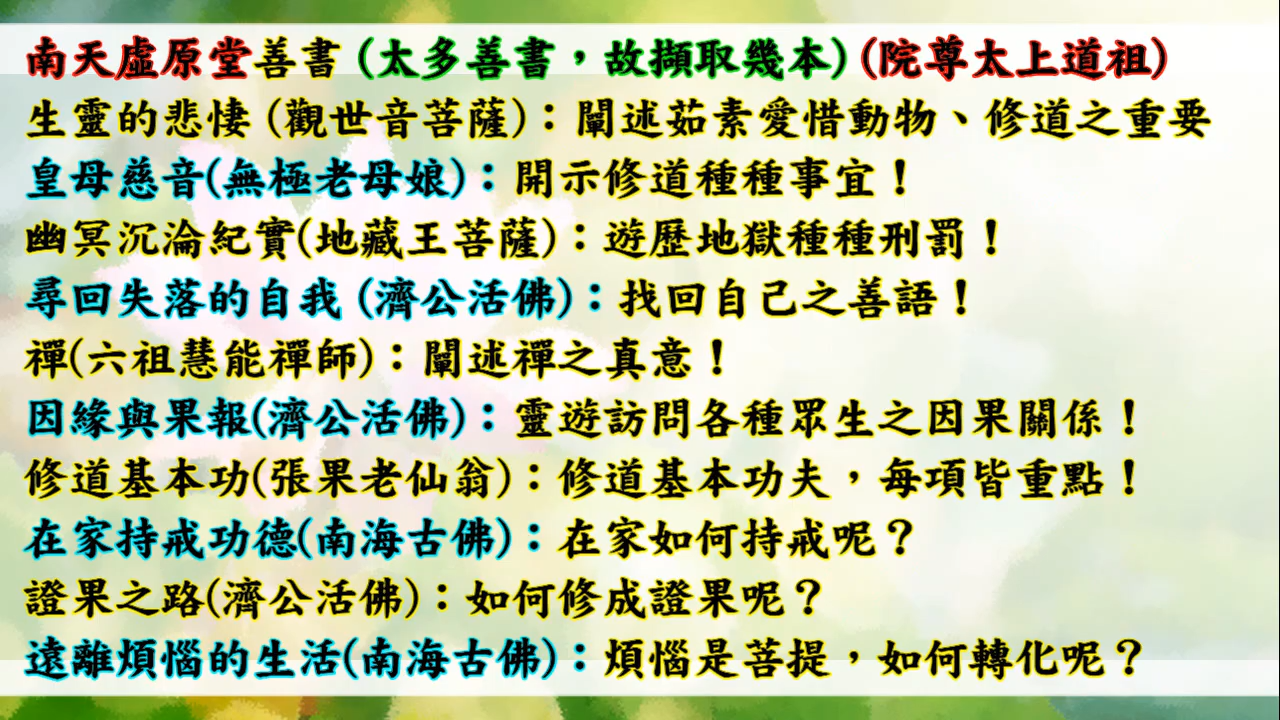 南天虛原堂善書 (太多善書，故擷取幾本) (院尊太上道祖)
生靈的悲悽 (觀世音菩薩)：闡述茹素愛惜動物、修道之重要
皇母慈音(無極老母娘)：開示修道種種事宜！
幽冥沉淪紀實(地藏王菩薩)：遊歷地獄種種刑罰！
尋回失落的自我 (濟公活佛)：找回自己之善語！
禪(六祖慧能禪師)：闡述禪之真意！
因緣與果報(濟公活佛)：靈遊訪問各種眾生之因果關係！
修道基本功(張果老仙翁)：修道基本功夫，每項皆重點！
在家持戒功德(南海古佛)：在家如何持戒呢？
證果之路(濟公活佛)：如何修成證果呢？
遠離煩惱的生活(南海古佛)：煩惱是菩提，如何轉化呢？